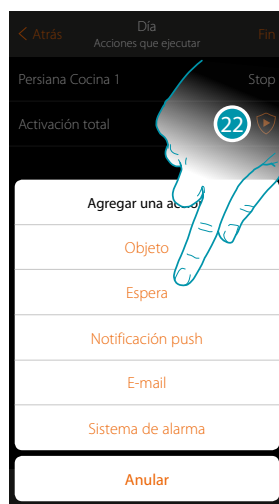 Atrás
Día
Fin
Acciones que ejecutar
Persiana Cocina 1
Stop
Activación total
22
Agregar una
Objeto
Espera
Notificación push
E-mail
Sistema de alarma
Anular